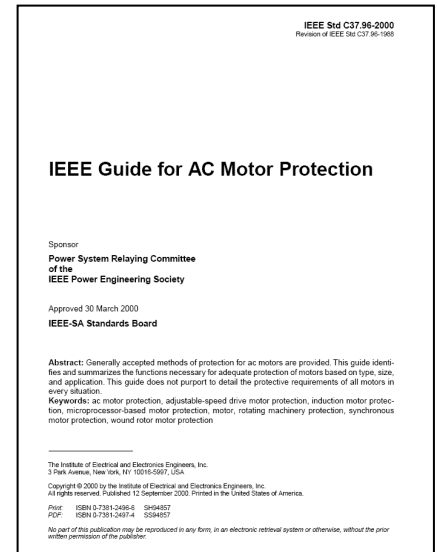 IEEE Std C37.96-2000
Revision of IEEE Std C37.96-1988
IEEE Guide for AC Motor Protection
Sponsor
Power System Relaying Committee
of the
IEEE Power Engineering Society
Approved 30 March 2000
IEEE-SA Standards Board
Abstract: Generally accepted methods of protection for ac motors are provided. This guide identi-
fies and summarizes the functions necessary for adequate protection of motors based on type, size,
and application. This guide does not purport to detail the protective requirements of all motors in
every situation.
Keywords: ac motor protection, adjustable-speed drive motor protection, induction motor protec-
tion, microprocessor-based motor protection, motor, rotating machinery protection, synchronous
motor protection, wound rotor motor protection
The Institute of Electrical and Electronics Engineers, Inc.
3 Park Avenue, New York, NY 10016-5997, USA
Copyright © 2000 by the Institute of Electrical and Electronics Engineers, Inc.
All rights reserved. Published 12 September 2000. Printed in the United States of America.
Print: ISBN 0-7381-2496-6 SH94857
PDF: ISBN 0-7381-2497-4 SS94857
No part of this publication may be reproduced in any form, in an electronic retrieval system or otherwise, without the prior
written permission of the publisher.